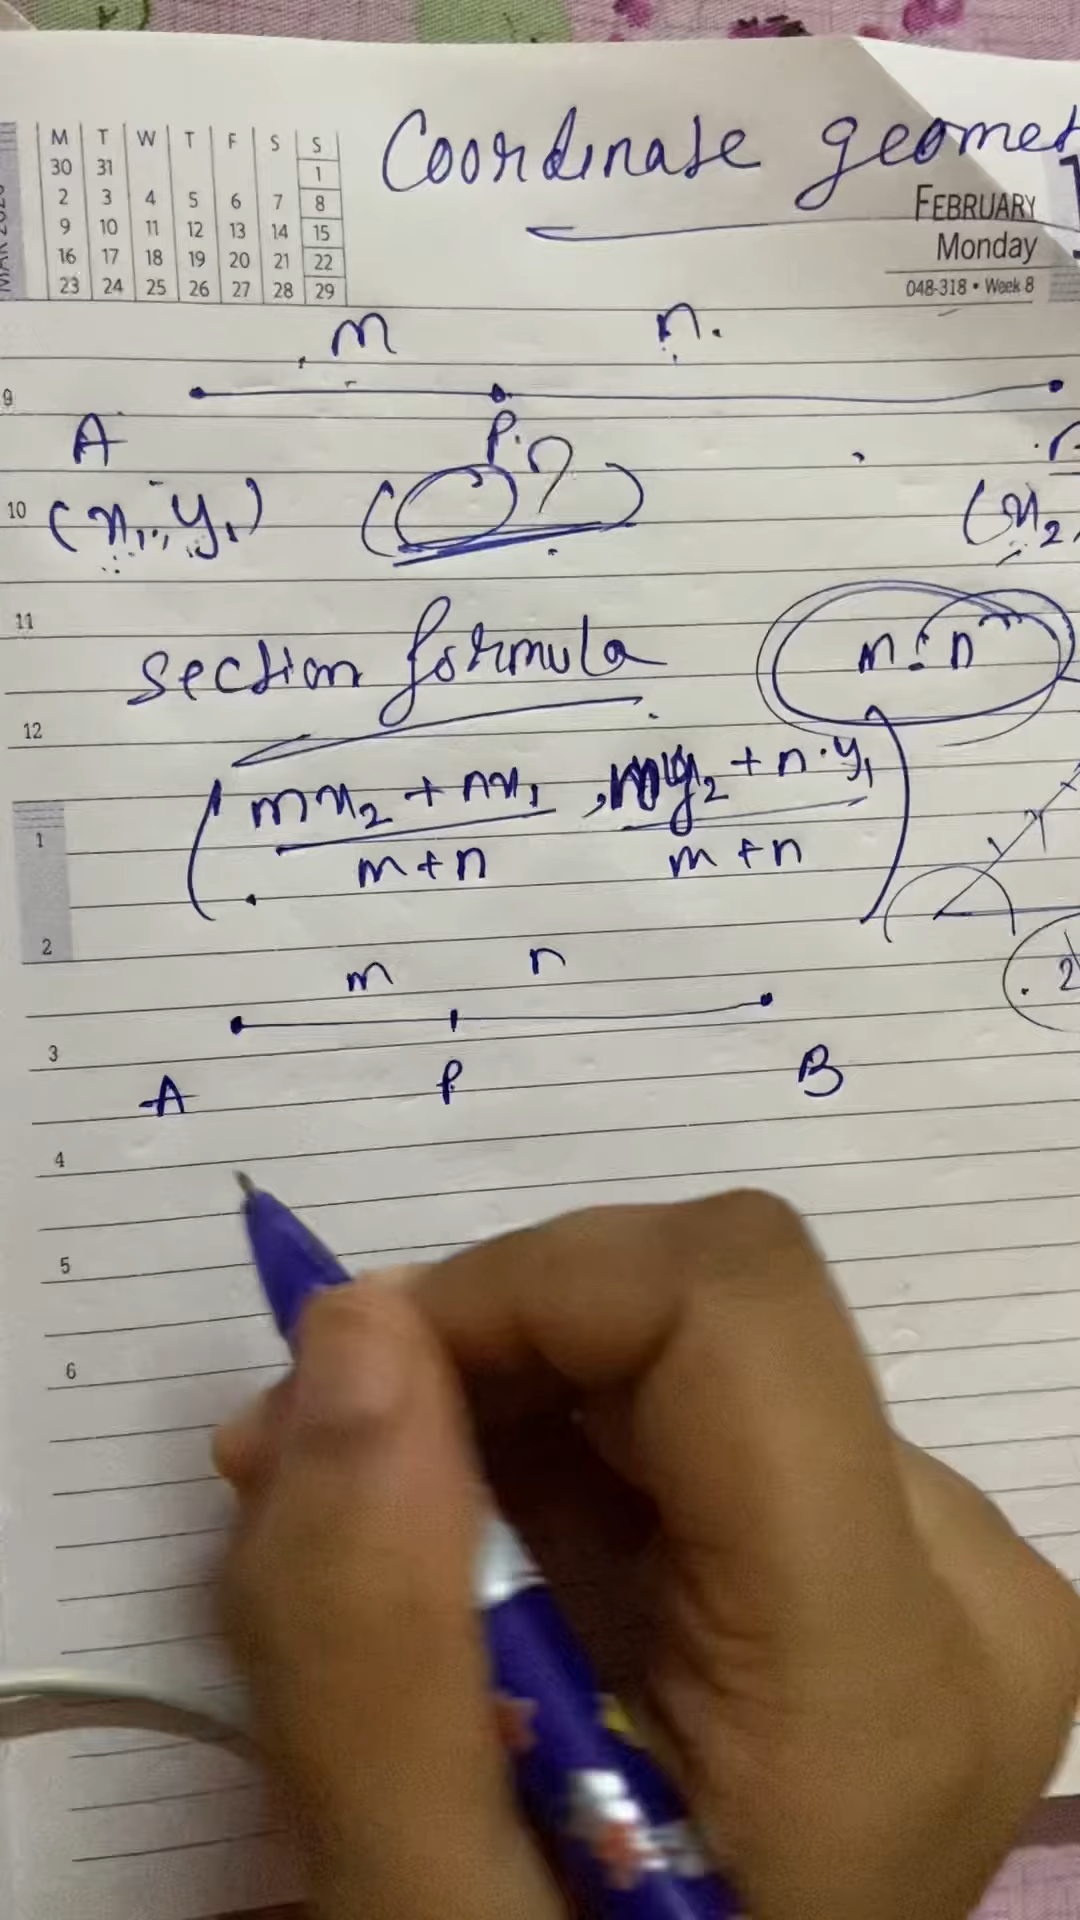 Coordinate geomet
MAR 2020
M T W T F S S
30 31 1
2 3 4 5 6 7 8
9 10 11 12 13 14 15
16 17 18 19 20 21 22
23 24 25 26 27 28 29
FEBRUARY
Monday
048-318 • Week 8
m n.
9
A P.
10 (x₁, y₁) ( ? ) (x₂,
11
section formula m:n
12
( mx₂ + nx₁ , my₂ + n·y₁ )
1
m+n m+n
2
m n
. 2
3
A P B
4
5
6